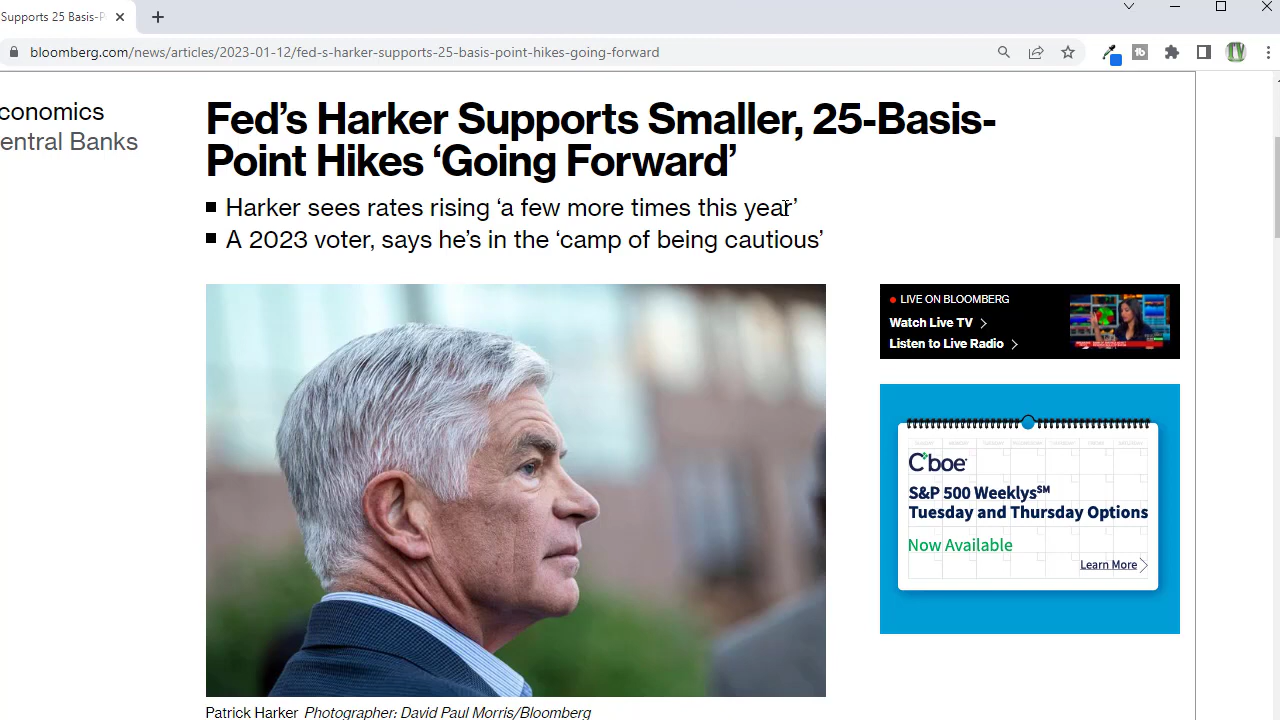 Supports 25 Basis-P
bloomberg.com/news/articles/2023-01-12/fed-s-harker-supports-25-basis-point-hikes-going-forward
conomics
entral Banks
Fed’s Harker Supports Smaller, 25-Basis-
Point Hikes ‘Going Forward’
Harker sees rates rising ‘a few more times this year’
A 2023 voter, says he’s in the ‘camp of being cautious’
LIVE ON BLOOMBERG
Watch Live TV
Listen to Live Radio
Cboe
S&P 500 Weeklys℠
Tuesday and Thursday Options
Now Available
Learn More
Patrick Harker Photographer: David Paul Morris/Bloomberg